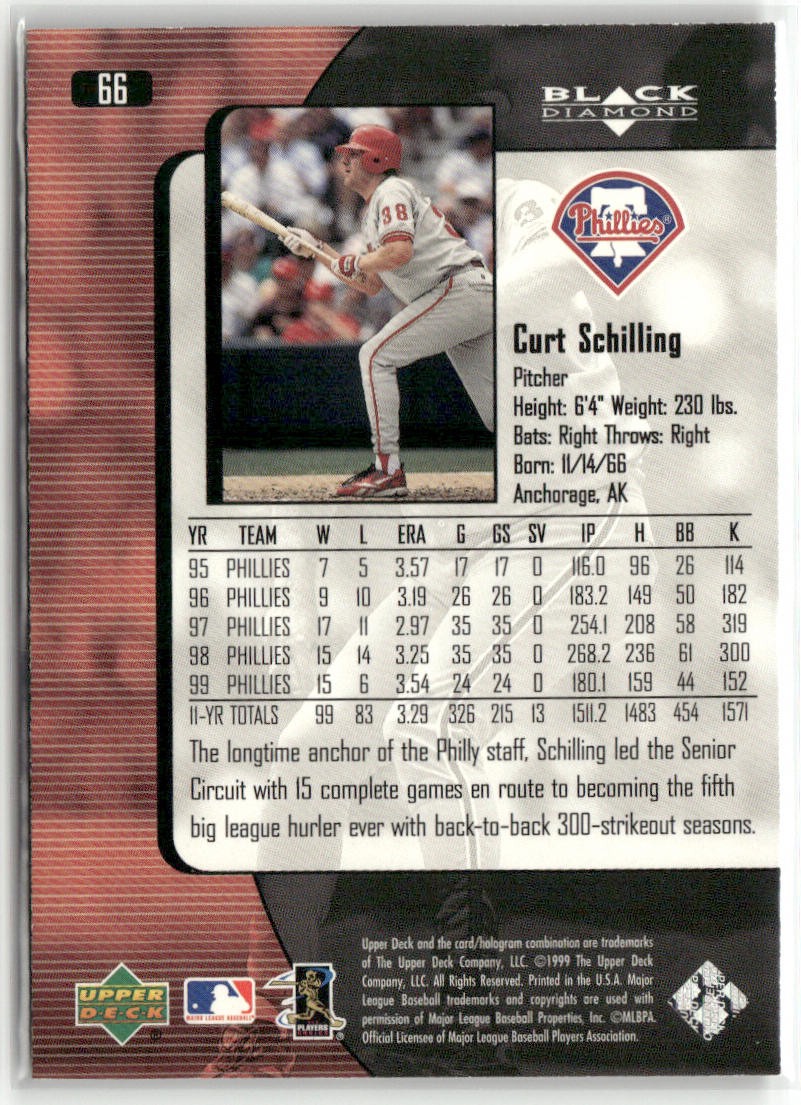 66
BLACK
DIAMOND
38
Phillies®
Curt Schilling
Pitcher
Height: 6'4" Weight: 230 lbs.
Bats: Right Throws: Right
Born: 11/14/66
Anchorage, AK
YR TEAM W L ERA G GS SV IP H BB K
95 PHILLIES 7 5 3.57 17 17 0 116.0 96 26 114
96 PHILLIES 9 10 3.19 26 26 0 183.2 149 50 182
97 PHILLIES 17 11 2.97 35 35 0 254.1 208 58 319
98 PHILLIES 15 14 3.25 35 35 0 268.2 236 61 300
99 PHILLIES 15 6 3.54 24 24 0 180.1 159 44 152
11-YR TOTALS 99 83 3.29 326 215 13 1511.2 1483 454 1571
The longtime anchor of the Philly staff, Schilling led the Senior
Circuit with 15 complete games en route to becoming the fifth
big league hurler ever with back-to-back 300-strikeout seasons.
Upper Deck and the card/hologram combination are trademarks
of The Upper Deck Company, LLC. ©1999 The Upper Deck
Company, LLC. All Rights Reserved. Printed in the U.S.A. Major
League Baseball trademarks and copyrights are used with
permission of Major League Baseball Properties, Inc. ©MLBPA.
Official Licensee of Major League Baseball Players Association.
UPPER
D·E·C·K
®
MAJOR LEAGUE BASEBALL
PLAYERS
CHOICE